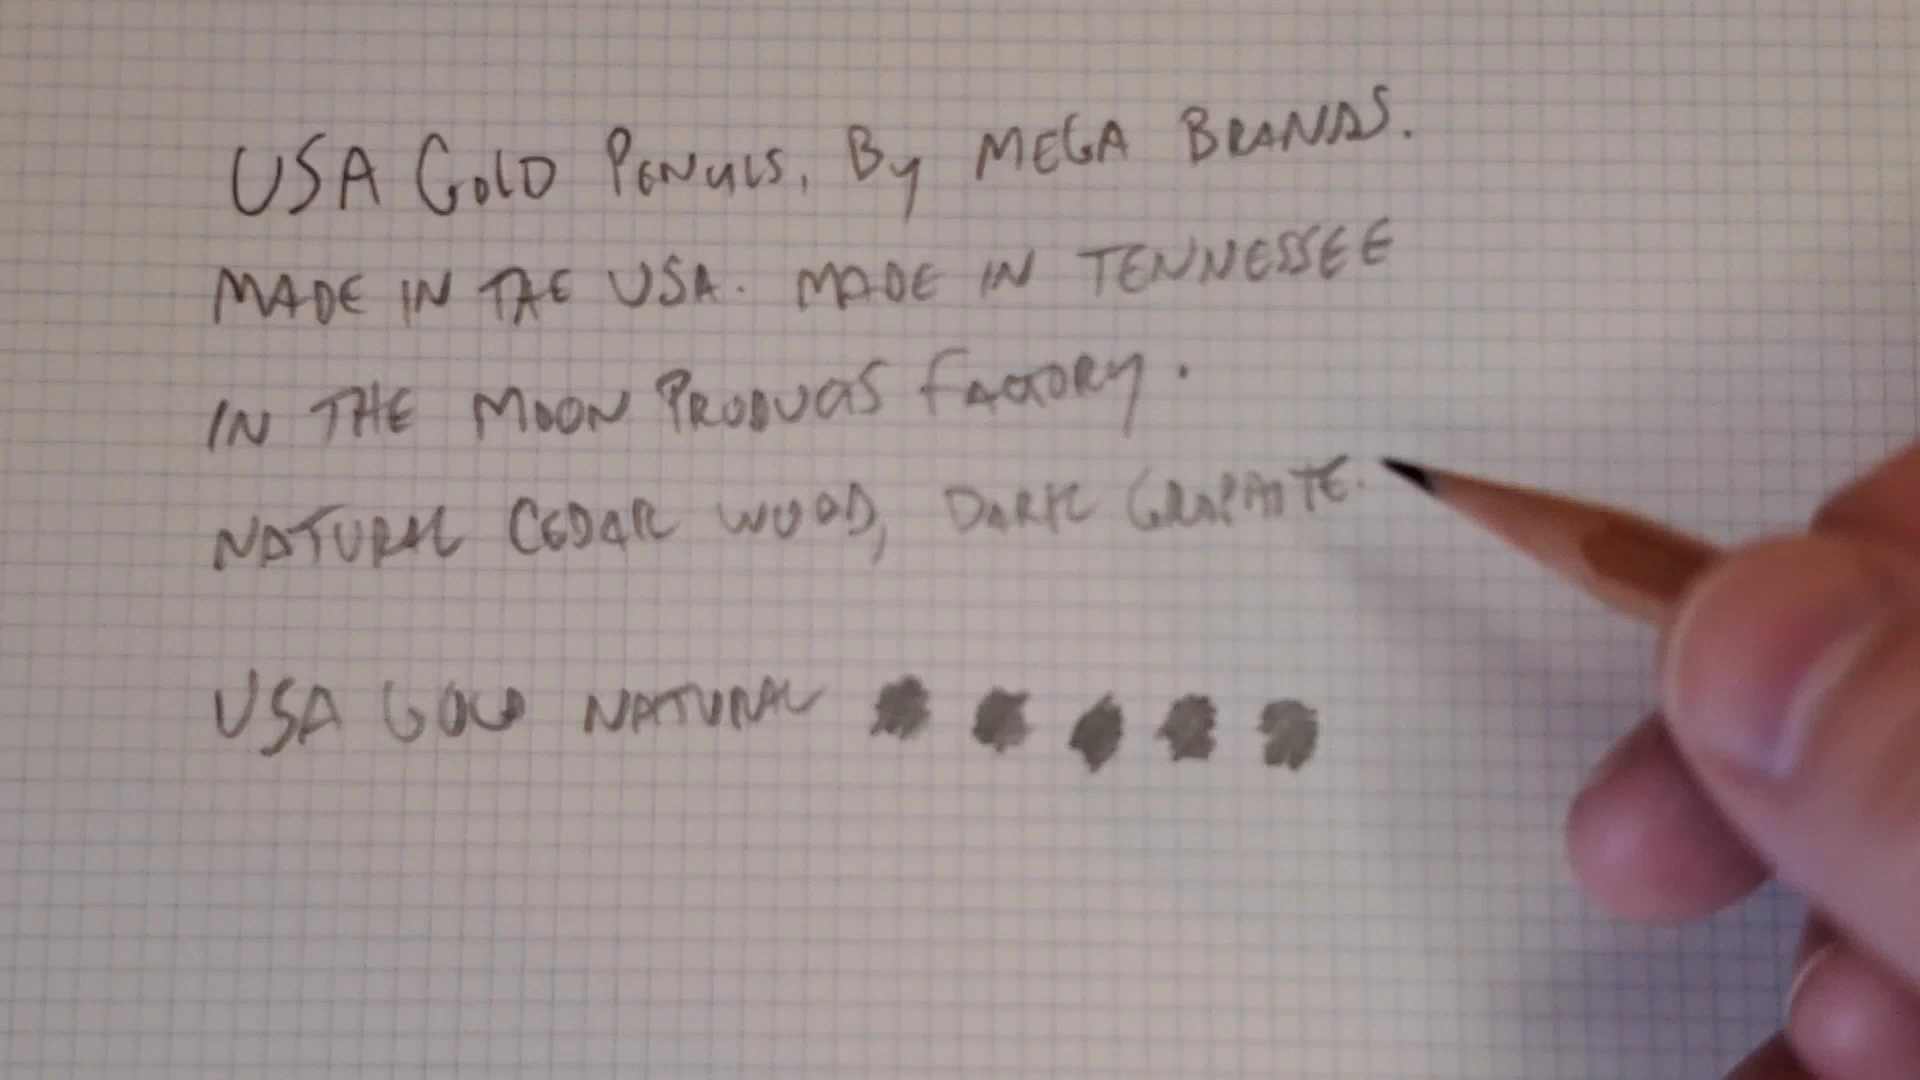 USA GOLD PENCILS, By MEGA BRANDS.
MADE IN THE USA. MADE IN TENNESSEE
IN THE MOON PRODUCTS FACTORY.
NATURAL CEDAR WOOD, DARK GRAPHITE.
USA GOLD NATURAL